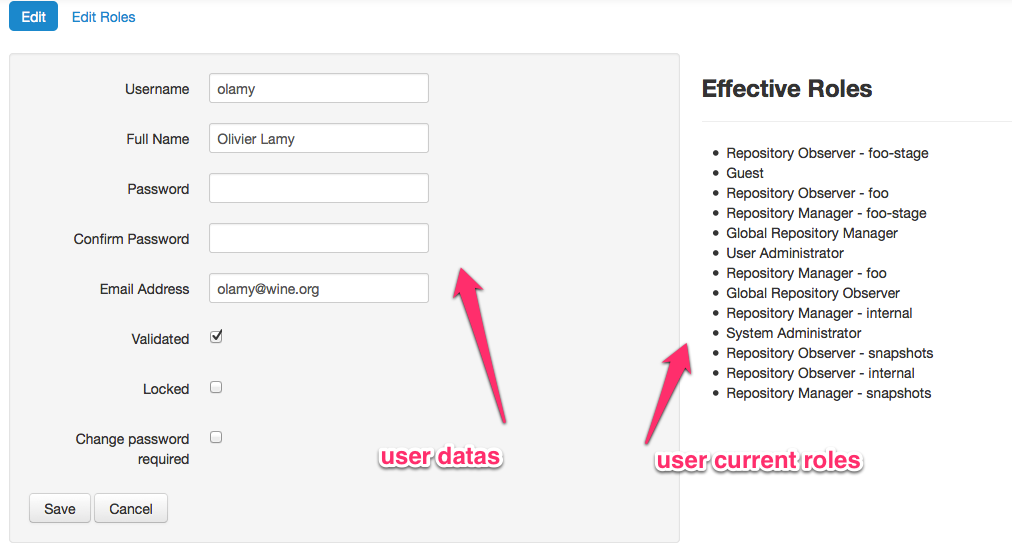 Edit Edit Roles
Username olamy
Full Name Olivier Lamy
Password
Confirm Password
Email Address olamy@wine.org
Validated
Locked
Change password
required
Save Cancel
user datas
Effective Roles
Repository Observer - foo-stage
Guest
Repository Observer - foo
Repository Manager - foo-stage
Global Repository Manager
User Administrator
Repository Manager - foo
Global Repository Observer
Repository Manager - internal
System Administrator
Repository Observer - snapshots
Repository Observer - internal
Repository Manager - snapshots
user current roles